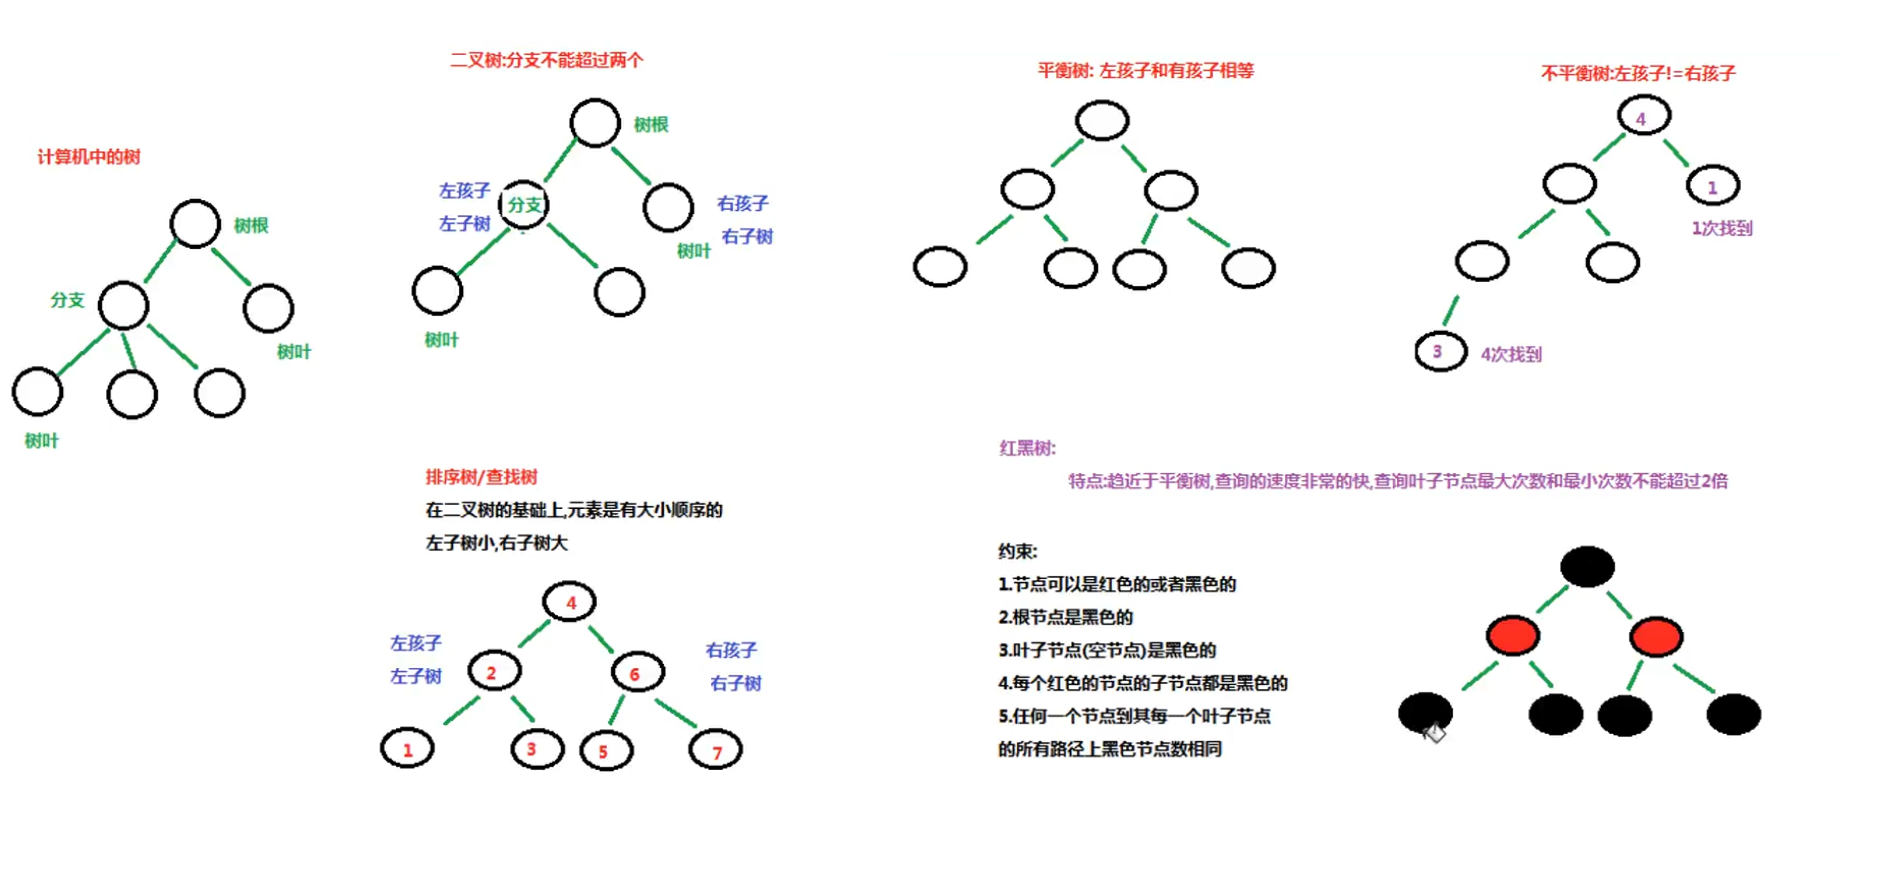 计算机中的树
树根
分支
树叶
树叶
二叉树:分支不能超过两个
树根
左孩子
左子树
分支
右孩子
右子树
树叶
树叶
平衡树: 左孩子和有孩子相等
不平衡树:左孩子!=右孩子
4
1
1次找到
3
4次找到
排序树/查找树
在二叉树的基础上,元素是有大小顺序的
左子树小,右子树大
4
左孩子
左子树
2
6
右孩子
右子树
1
3
5
7
红黑树:
特点:趋近于平衡树,查询的速度非常的快,查询叶子节点最大次数和最小次数不能超过2倍
约束:
1.节点可以是红色的或者黑色的
2.根节点是黑色的
3.叶子节点(空节点)是黑色的
4.每个红色的节点的子节点都是黑色的
5.任何一个节点到其每一个叶子节点
的所有路径上黑色节点数相同